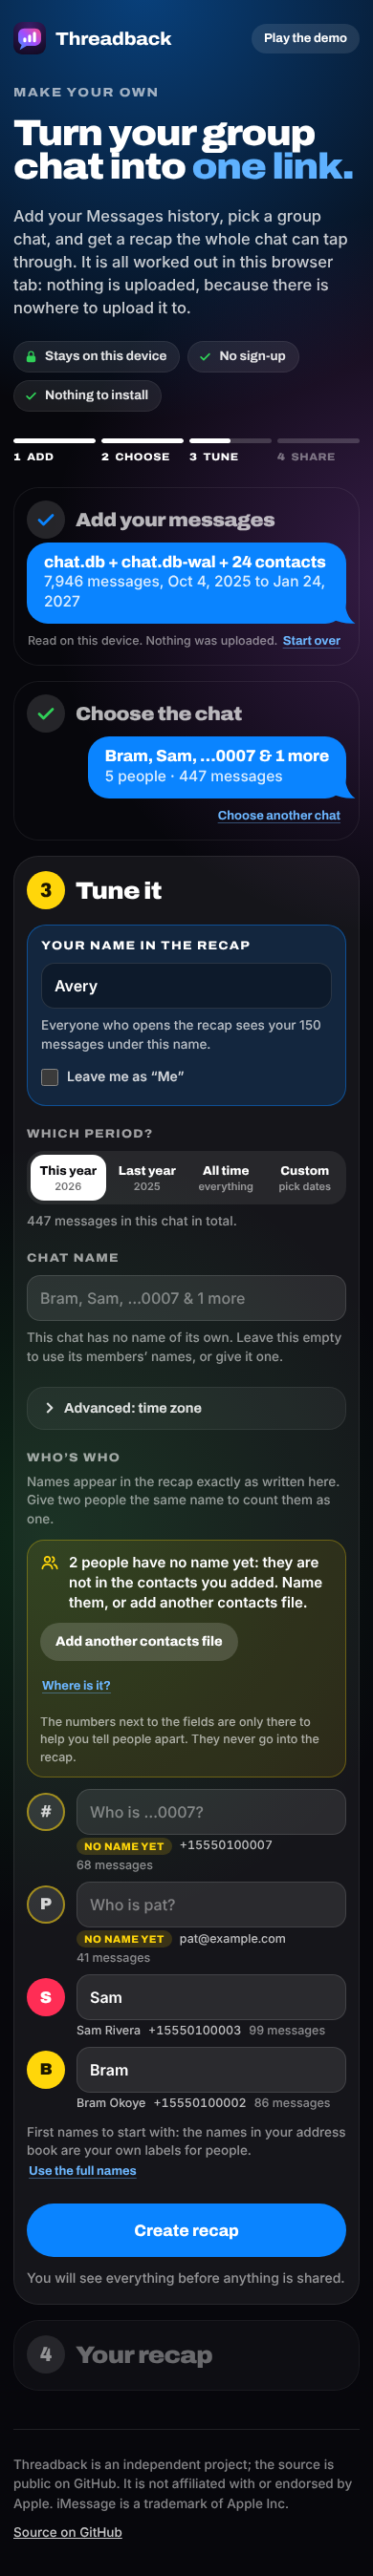 Threadback
Play the demo
MAKE YOUR OWN
Turn your group
chat into one link.
Add your Messages history, pick a group
chat, and get a recap the whole chat can tap
through. It is all worked out in this browser
tab: nothing is uploaded, because there is
nowhere to upload it to.
Stays on this device
No sign-up
Nothing to install
1 ADD
2 CHOOSE
3 TUNE
4 SHARE
Add your messages
chat.db + chat.db-wal + 24 contacts
7,946 messages, Oct 4, 2025 to Jan 24,
2027
Read on this device. Nothing was uploaded. Start over
Choose the chat
Bram, Sam, …0007 & 1 more
5 people · 447 messages
Choose another chat
3
Tune it
YOUR NAME IN THE RECAP
Avery
Everyone who opens the recap sees your 150
messages under this name.
Leave me as “Me”
WHICH PERIOD?
This year
2026
Last year
2025
All time
everything
Custom
pick dates
447 messages in this chat in total.
CHAT NAME
Bram, Sam, …0007 & 1 more
This chat has no name of its own. Leave this empty
to use its members’ names, or give it one.
Advanced: time zone
WHO’S WHO
Names appear in the recap exactly as written here.
Give two people the same name to count them as
one.
2 people have no name yet: they are
not in the contacts you added. Name
them, or add another contacts file.
Add another contacts file
Where is it?
The numbers next to the fields are only there to
help you tell people apart. They never go into the
recap.
#
Who is …0007?
NO NAME YET +15550100007
68 messages
P
Who is pat?
NO NAME YET pat@example.com
41 messages
S
Sam
Sam Rivera +15550100003 99 messages
B
Bram
Bram Okoye +15550100002 86 messages
First names to start with: the names in your address
book are your own labels for people.
Use the full names
Create recap
You will see everything before anything is shared.
4
Your recap
Threadback is an independent project; the source is
public on GitHub. It is not affiliated with or endorsed by
Apple. iMessage is a trademark of Apple Inc.
Source on GitHub